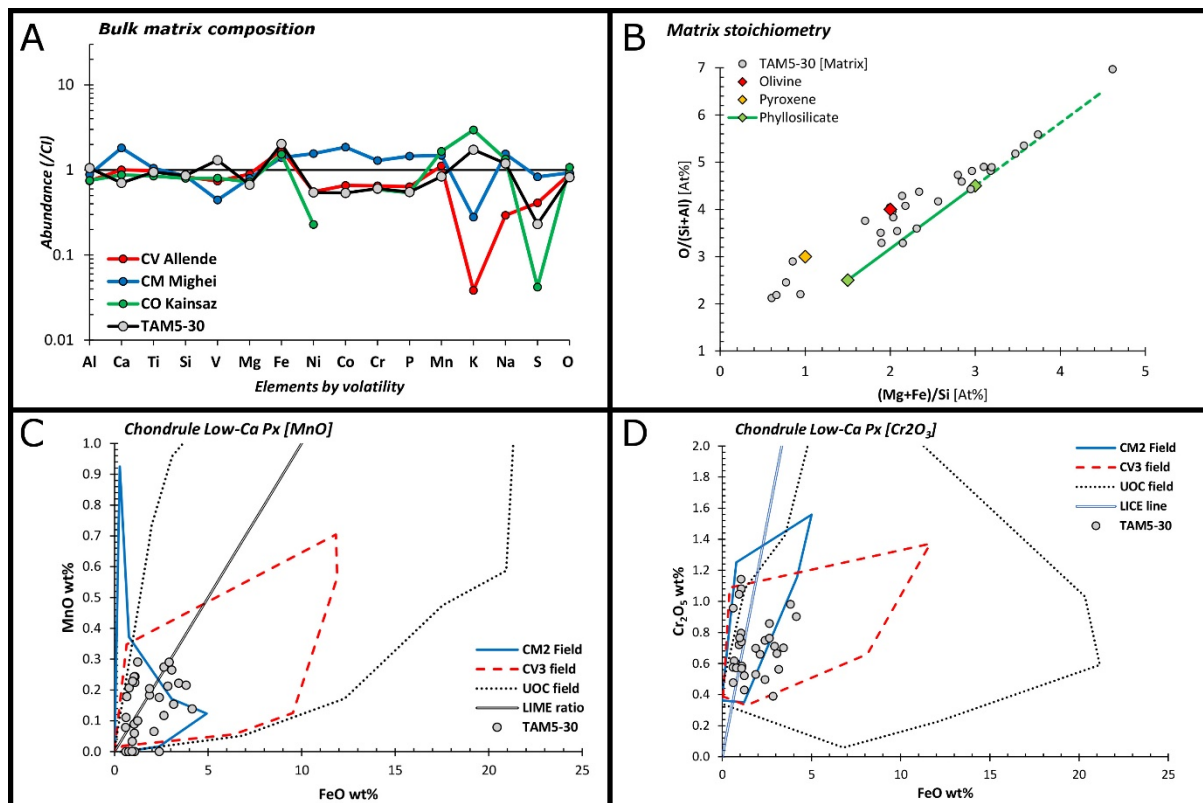 A
Bulk matrix composition
Abundance (/CI)
10
1
0.1
0.01
CV Allende
CM Mighei
CO Kainsaz
TAM5-30
Al Ca Ti Si V Mg Fe Ni Co Cr P Mn K Na S O
Elements by volatility
B
Matrix stoichiometry
O/(Si+Al) [At%]
7
6
5
4
3
2
1
TAM5-30 [Matrix]
Olivine
Pyroxene
Phyllosilicate
0 1 2 3 4 5
(Mg+Fe)/Si [At%]
C
Chondrule Low-Ca Px [MnO]
MnO wt%
1.0
0.9
0.8
0.7
0.6
0.5
0.4
0.3
0.2
0.1
0.0
CM2 Field
CV3 field
UOC field
LIME ratio
TAM5-30
0 5 10 15 20 25
FeO wt%
D
Chondrule Low-Ca Px [Cr2O₃]
Cr₂O₅ wt%
2.0
1.8
1.6
1.4
1.2
1.0
0.8
0.6
0.4
0.2
0.0
CM2 Field
CV3 field
UOC field
LICE line
TAM5-30
0 5 10 15 20 25
FeO wt%